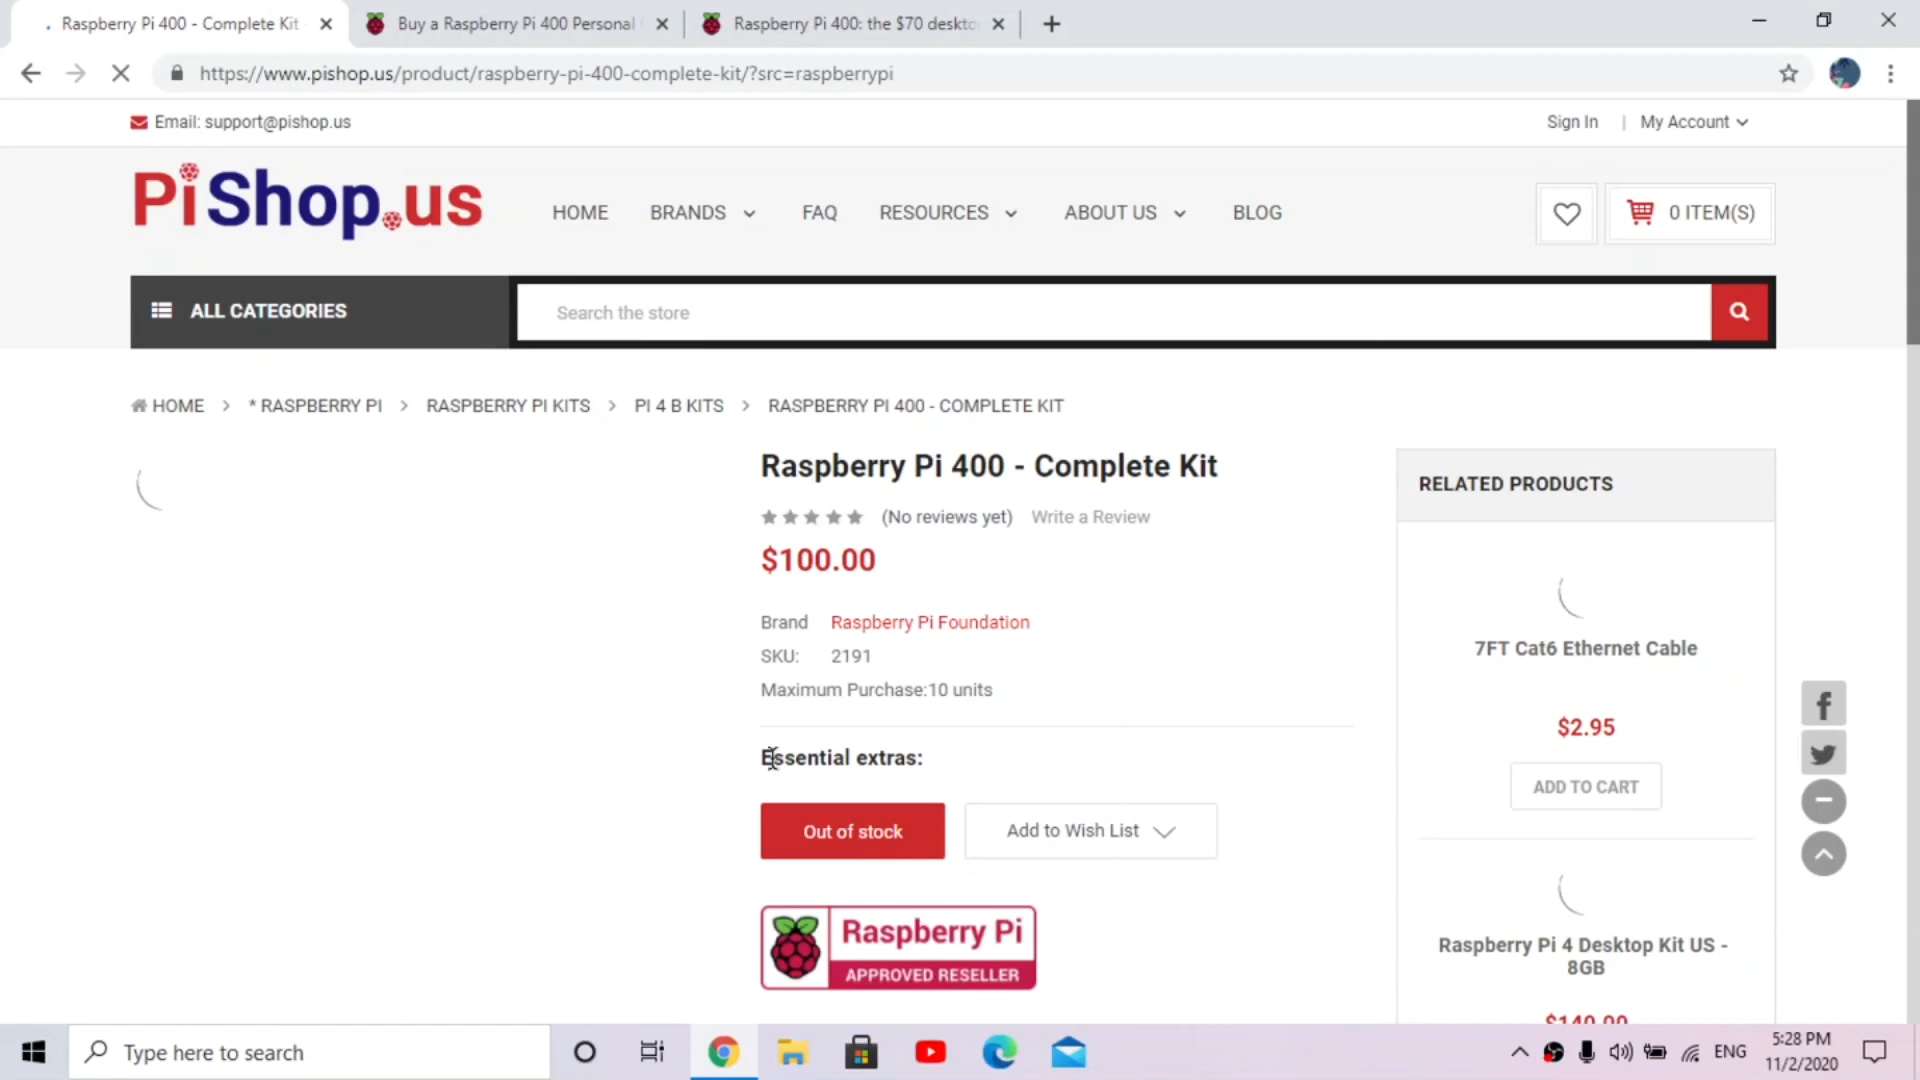 Raspberry Pi 400 - Complete Kit
Buy a Raspberry Pi 400 Personal
Raspberry Pi 400: the $70 deskto
https://www.pishop.us/product/raspberry-pi-400-complete-kit/?src=raspberrypi
Email: support@pishop.us
Sign In | My Account
PiShop.us
HOME BRANDS FAQ RESOURCES ABOUT US BLOG
0 ITEM(S)
ALL CATEGORIES
Search the store
HOME > * RASPBERRY PI > RASPBERRY PI KITS > PI 4 B KITS > RASPBERRY PI 400 - COMPLETE KIT
Raspberry Pi 400 - Complete Kit
(No reviews yet) Write a Review
$100.00
Brand Raspberry Pi Foundation
SKU: 2191
Maximum Purchase:10 units
Essential extras:
Out of stock
Add to Wish List
Raspberry Pi
APPROVED RESELLER
RELATED PRODUCTS
7FT Cat6 Ethernet Cable
$2.95
ADD TO CART
Raspberry Pi 4 Desktop Kit US -
8GB
$140.00
Type here to search
ENG
5:28 PM
11/2/2020